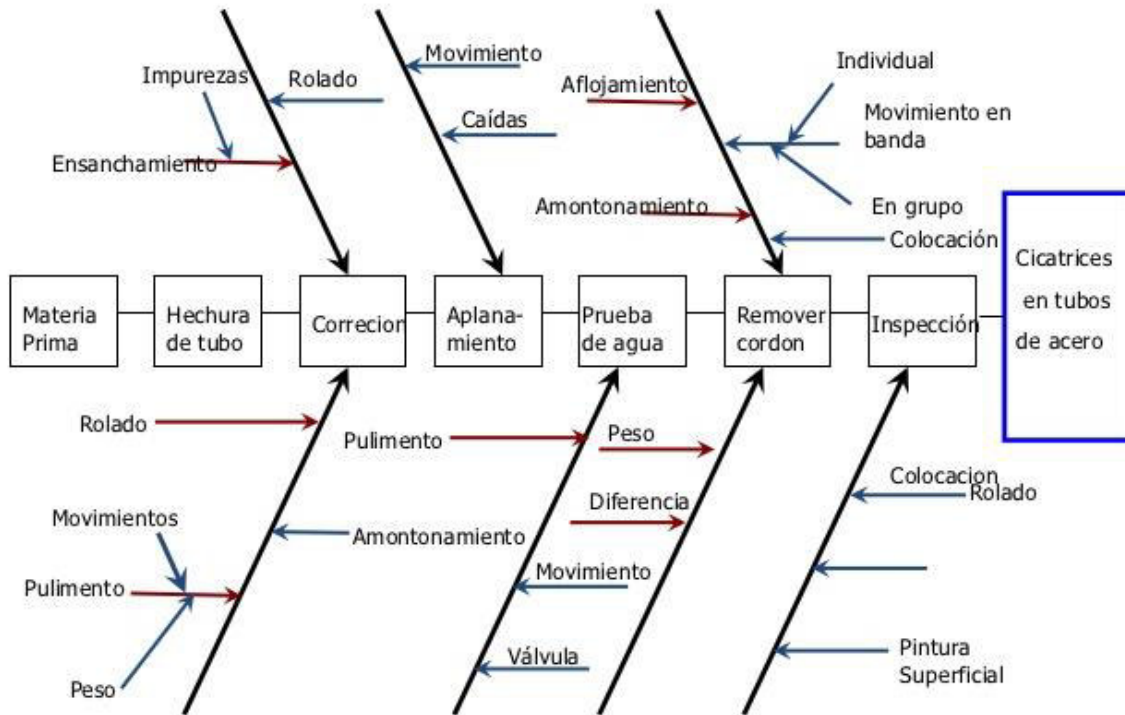 Movimiento
Impurezas
Rolado
Aflojamiento
Individual
Caídas
Movimiento en
banda
Ensanchamiento
Amontonamiento
En grupo
Colocación
Materia
Prima
Hechura
de tubo
Correcion
Aplana-
miento
Prueba
de agua
Remover
cordon
Inspección
Cicatrices
en tubos
de acero
Rolado
Pulimento
Peso
Colocacion
Rolado
Diferencia
Movimientos
Amontonamiento
Movimiento
Pulimento
Peso
Válvula
Pintura
Superficial